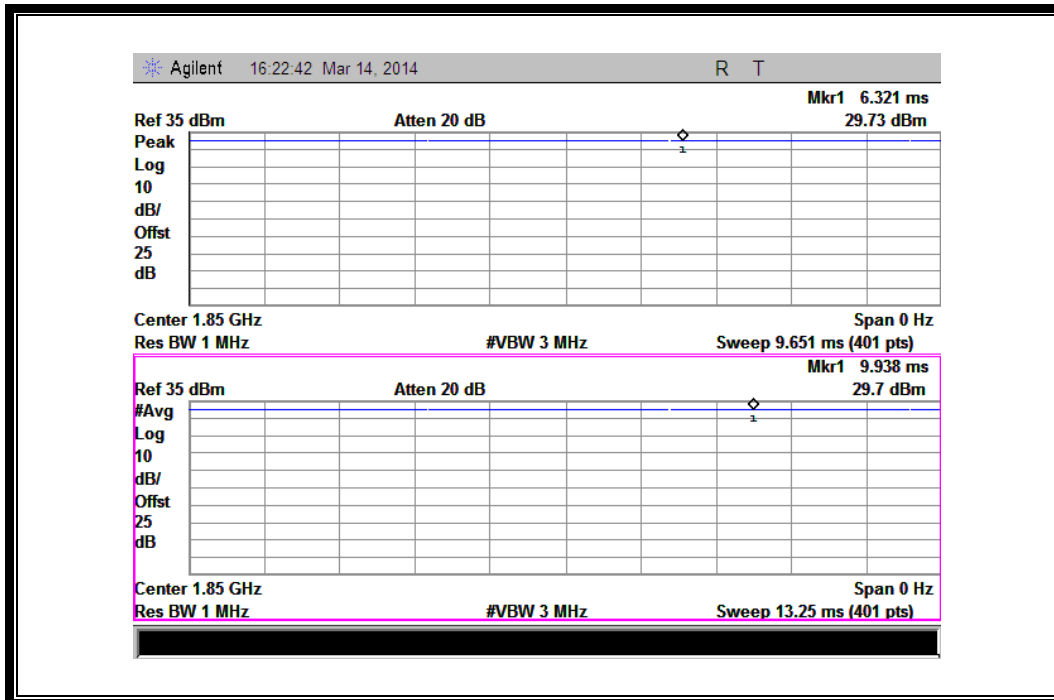 Agilent 16:22:42 Mar 14, 2014 R T
Mkr1 6.321 ms
Ref 35 dBm Atten 20 dB 29.73 dBm
Peak
Log
10
dB/
Offst
25
dB
1
Center 1.85 GHz Span 0 Hz
Res BW 1 MHz #VBW 3 MHz Sweep 9.651 ms (401 pts)
Mkr1 9.938 ms
Ref 35 dBm Atten 20 dB 29.7 dBm
#Avg
Log
10
dB/
Offst
25
dB
1
Center 1.85 GHz Span 0 Hz
Res BW 1 MHz #VBW 3 MHz Sweep 13.25 ms (401 pts)